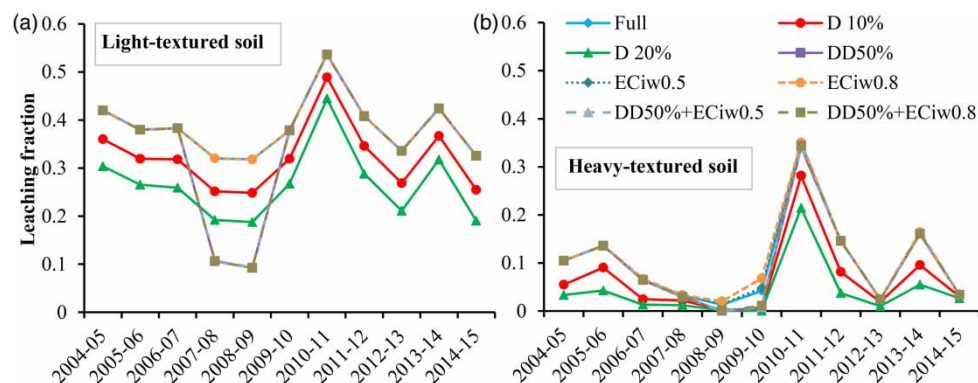 (a)
Light-textured soil
Leaching fraction
0.6
0.5
0.4
0.3
0.2
0.1
0
2004-05
2005-06
2006-07
2007-08
2008-09
2009-10
2010-11
2011-12
2012-13
2013-14
2014-15
(b)
Full
D 10%
D 20%
DD50%
ECiw0.5
ECiw0.8
DD50%+ECiw0.5
DD50%+ECiw0.8
Heavy-textured soil
0.6
0.5
0.4
0.3
0.2
0.1
0
2004-05
2005-06
2006-07
2007-08
2008-09
2009-10
2010-11
2011-12
2012-13
2013-14
2014-15